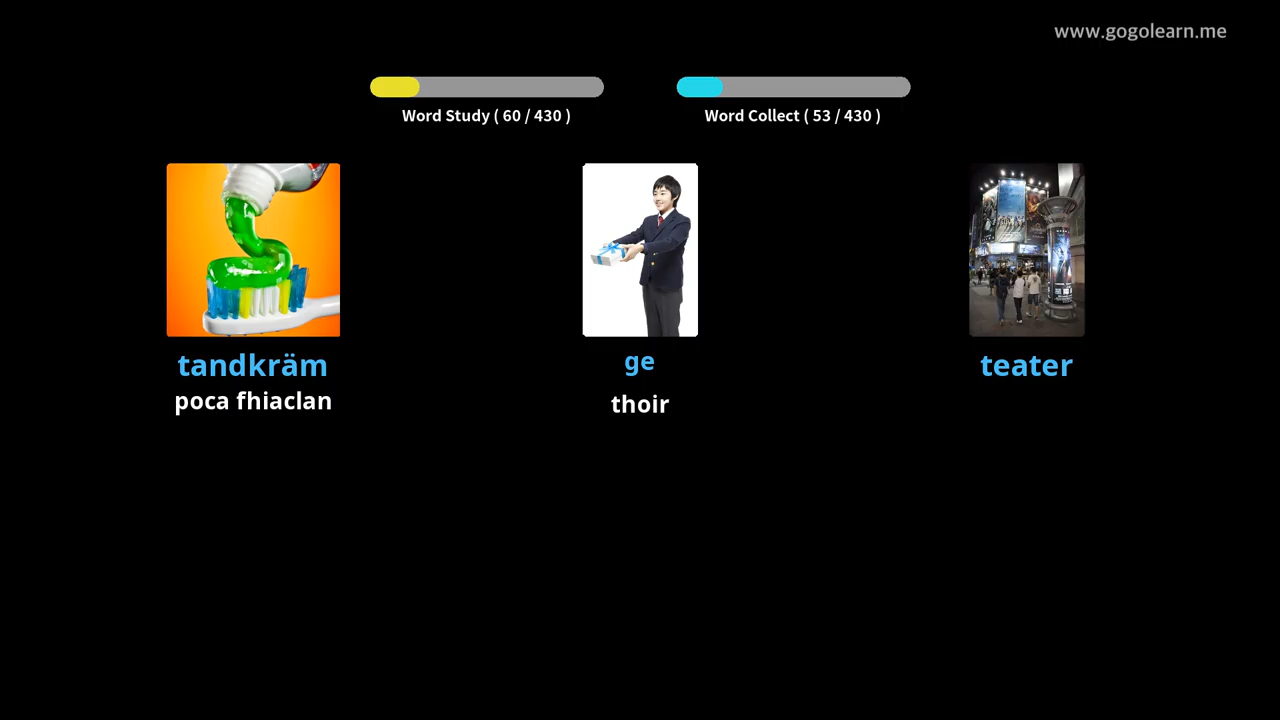 www.gogolearn.me
Word Study ( 60 / 430 )
Word Collect ( 53 / 430 )
tandkräm
poca fhiaclan
ge
thoir
teater